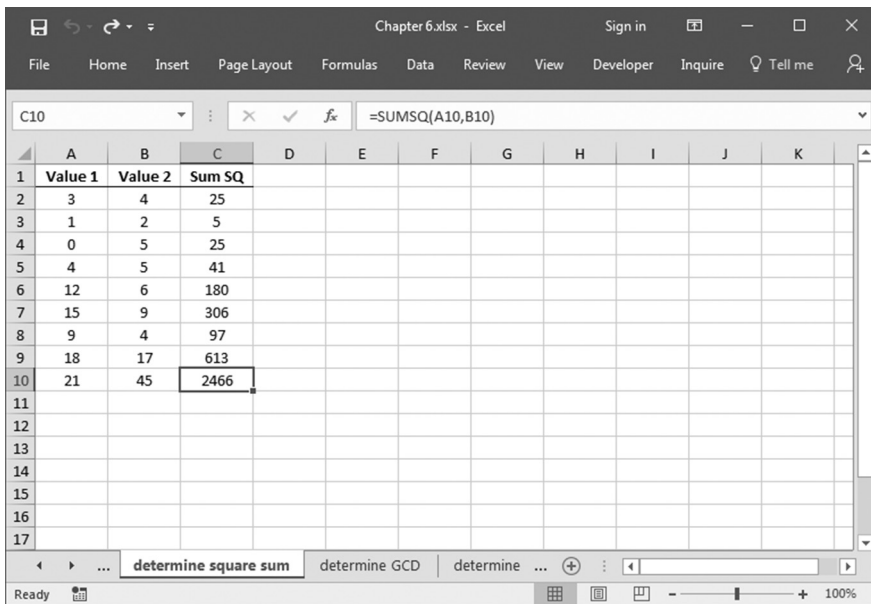 Chapter 6.xlsx - Excel Sign in
File Home Insert Page Layout Formulas Data Review View Developer Inquire Tell me
C10 fx =SUMSQ(A10,B10)
A B C D E F G H I J K
1 Value 1 Value 2 Sum SQ
2 3 4 25
3 1 2 5
4 0 5 25
5 4 5 41
6 12 6 180
7 15 9 306
8 9 4 97
9 18 17 613
10 21 45 2466
11
12
13
14
15
16
17
... determine square sum determine GCD determine ...
Ready 100%